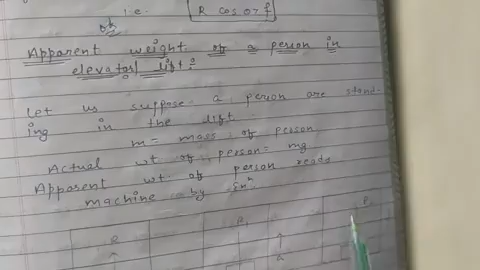 i.e.
R cos θ > f
Apparent weight of a person in
elevator/lift :
Let us suppose a person are stand-
ing in the lift.
m = mass of person
Actual wt of person = mg
Apparent wt. of person reads
machine by
R
R
R
a